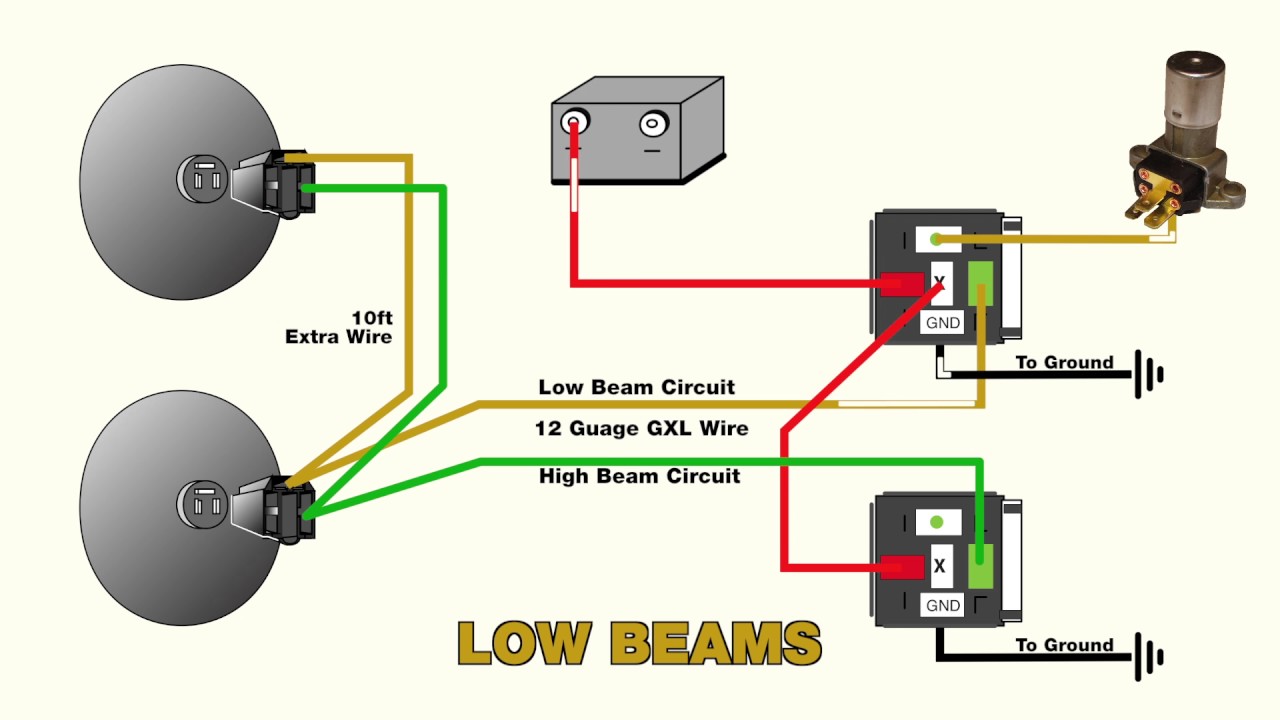 10ft
Extra Wire
Low Beam Circuit
12 Guage GXL Wire
High Beam Circuit
X
GND
To Ground
X
GND
To Ground
LOW BEAMS